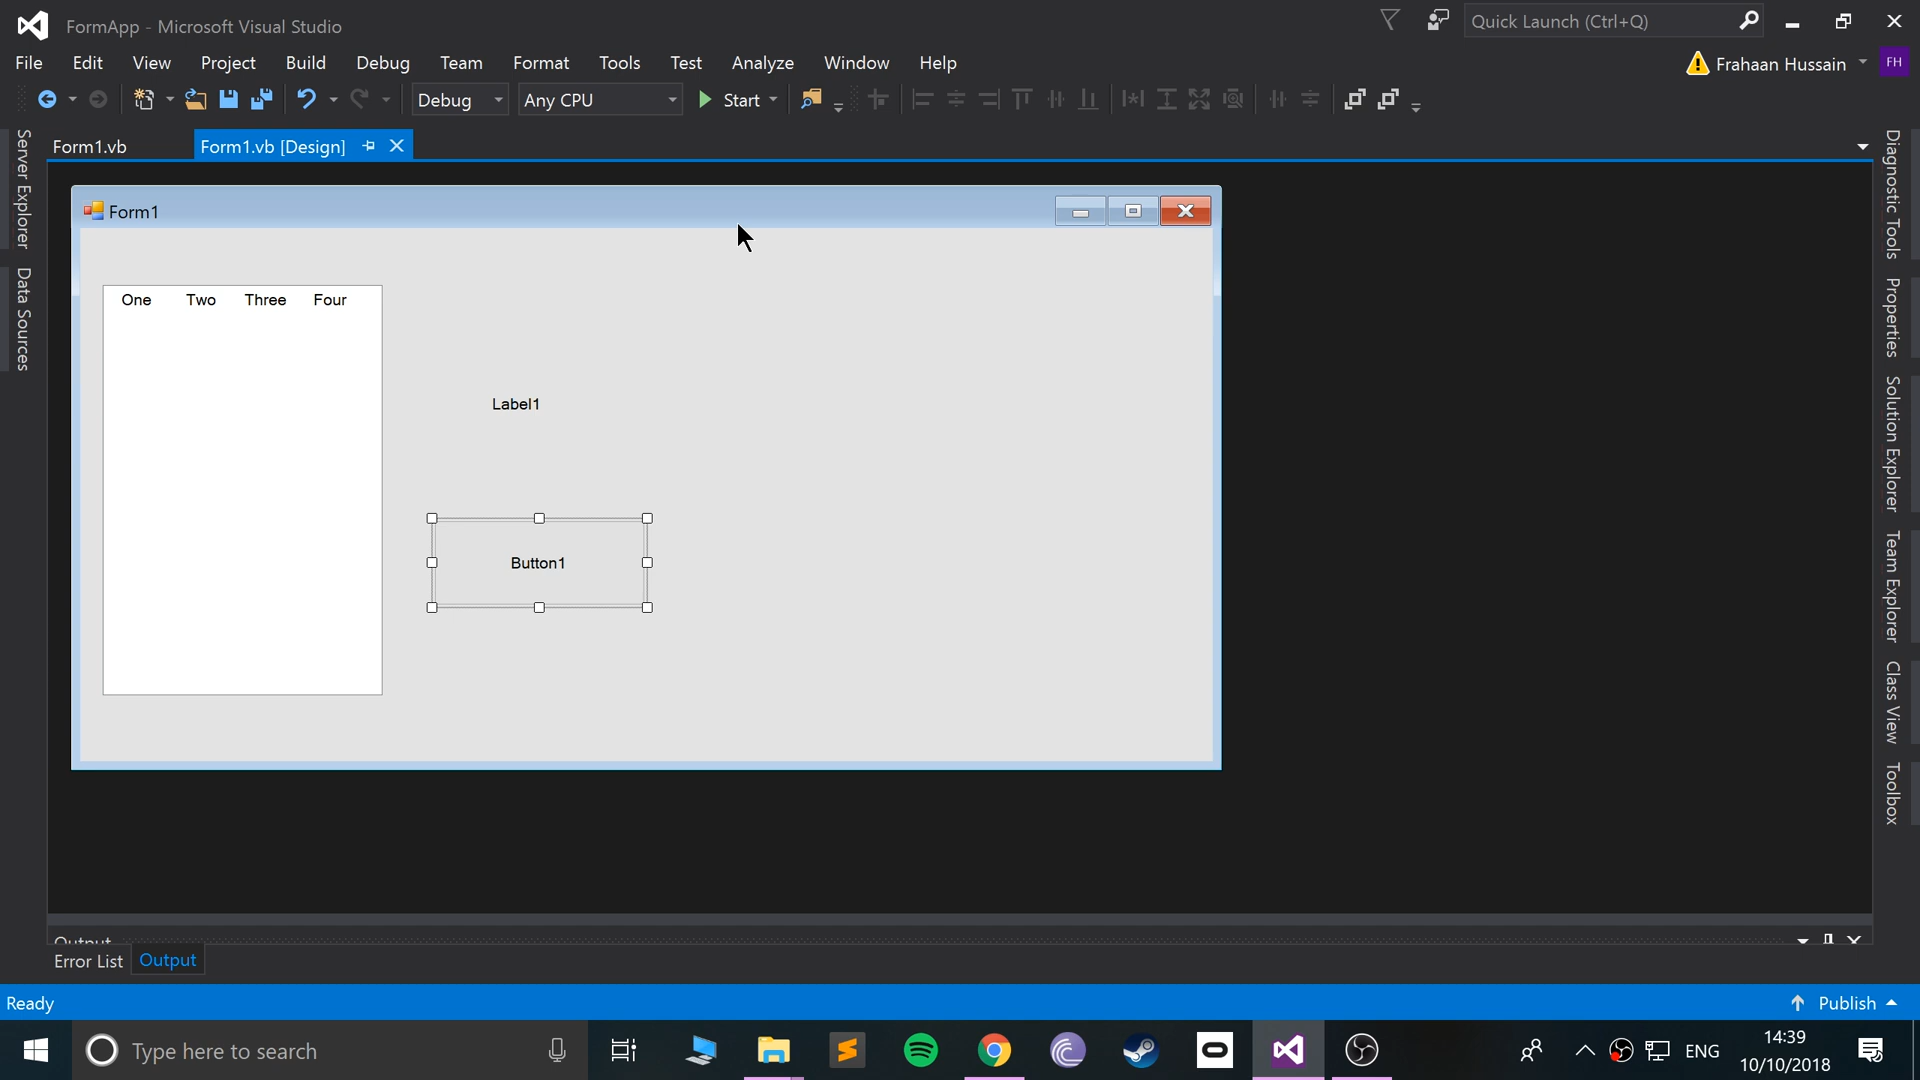 FormApp - Microsoft Visual Studio
Quick Launch (Ctrl+Q)
File Edit View Project Build Debug Team Format Tools Test Analyze Window Help
Frahaan Hussain FH
Debug Any CPU Start
Form1.vb Form1.vb [Design]
Server Explorer
Data Sources
Form1
One Two Three Four
Label1
Button1
Diagnostic Tools
Properties
Solution Explorer
Team Explorer
Class View
Toolbox
Output
Error List Output
Ready
Publish
Type here to search
ENG
14:39
10/10/2018